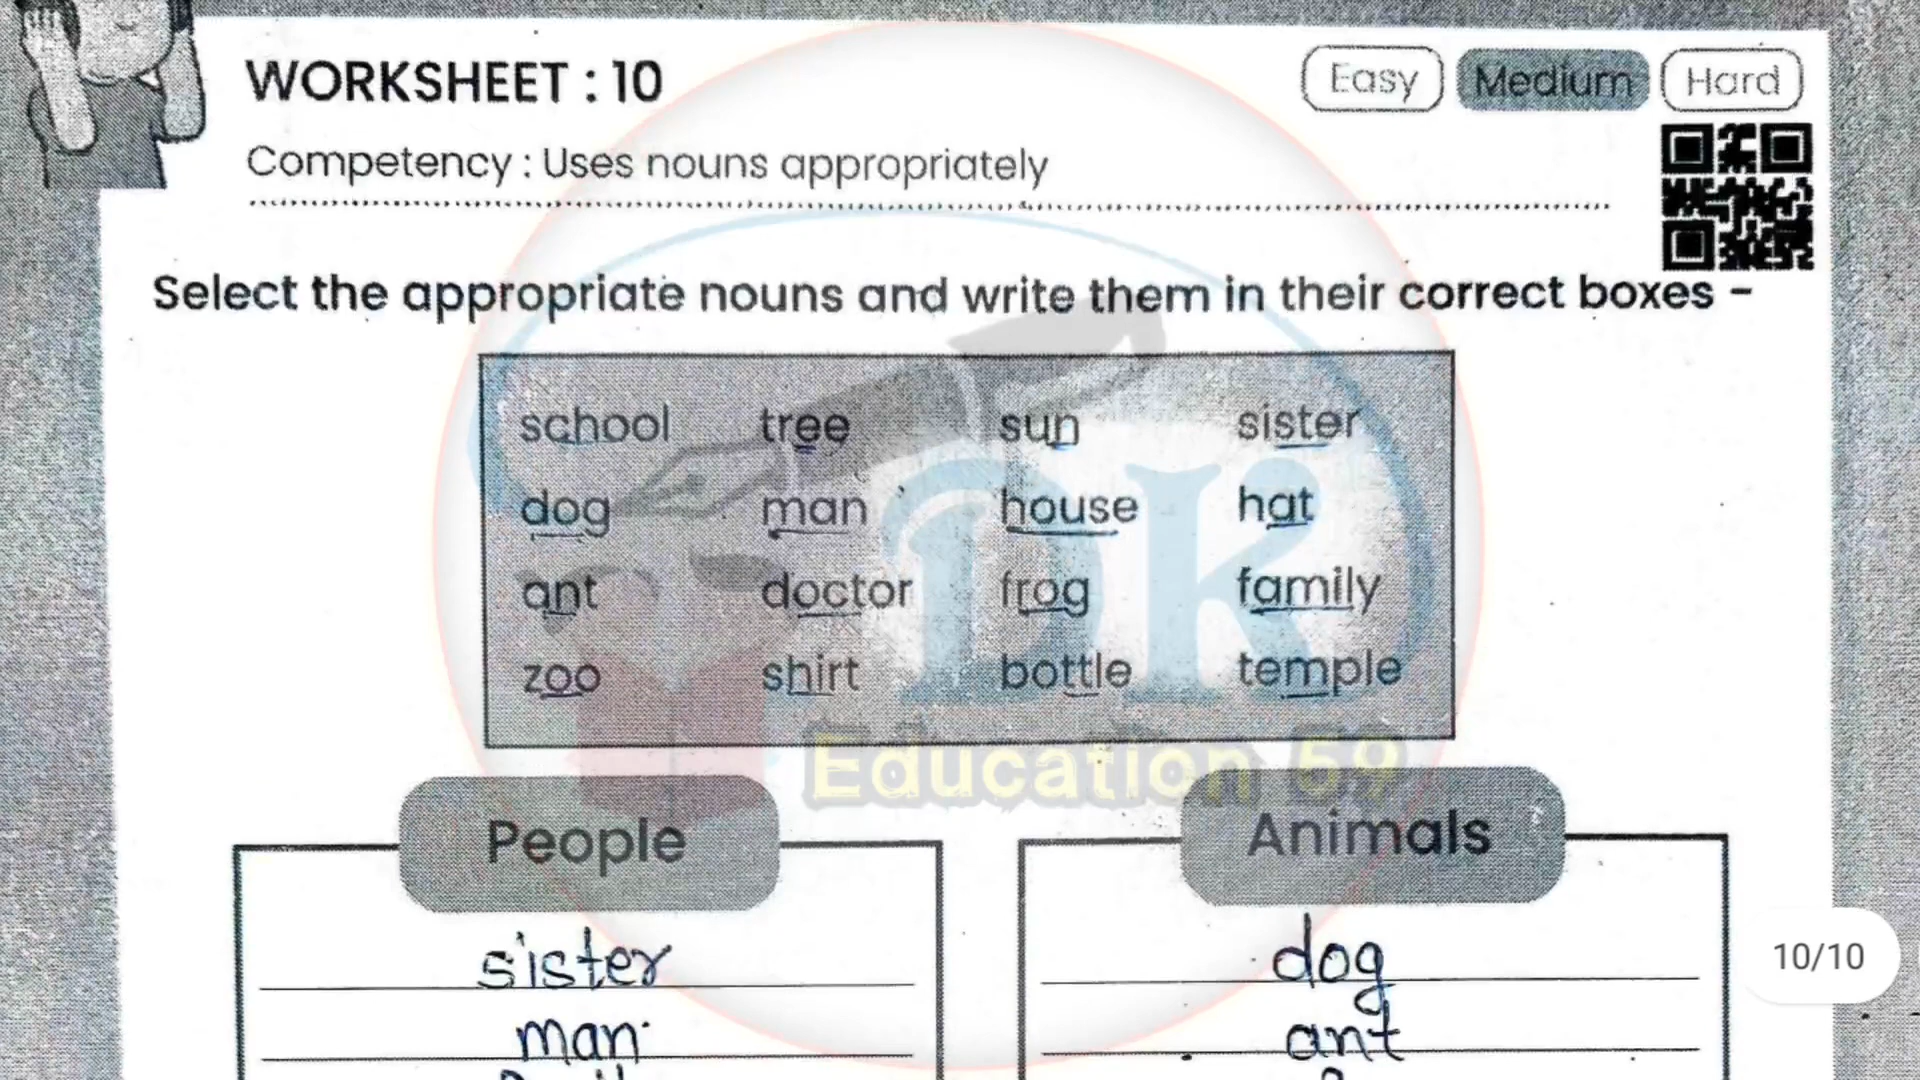 WORKSHEET : 10
Easy Medium Hard
Competency : Uses nouns appropriately
Select the appropriate nouns and write them in their correct boxes -
school tree sun sister
dog man house hat
ant doctor frog family
zoo shirt bottle temple
DK
Education 59
People Animals
sister dog
man ant
10/10